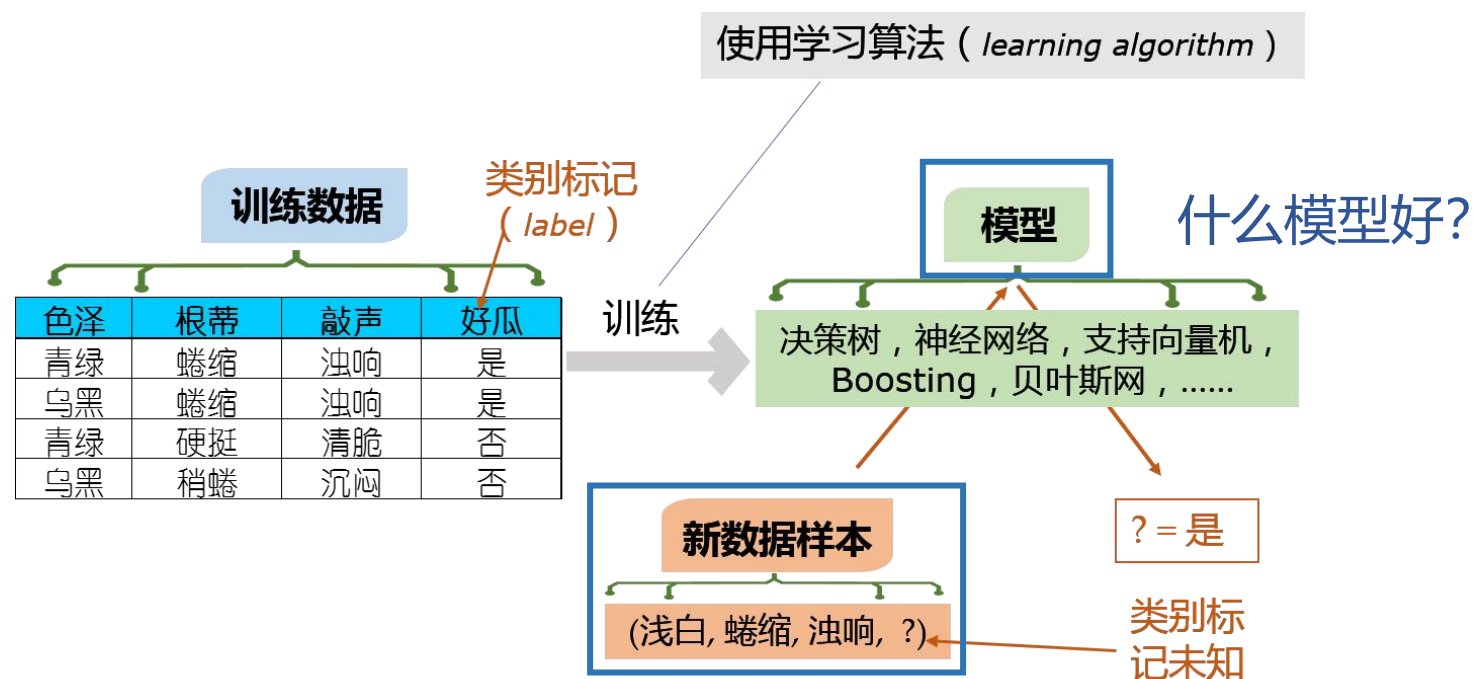 使用学习算法（learning algorithm）
训练数据
类别标记
（label）
模型
什么模型好？
色泽 根蒂 敲声 好瓜
青绿 蜷缩 浊响 是
乌黑 蜷缩 浊响 是
青绿 硬挺 清脆 否
乌黑 稍蜷 沉闷 否
训练
决策树，神经网络，支持向量机，
Boosting，贝叶斯网，……
新数据样本
(浅白, 蜷缩, 浊响, ?)
? = 是
类别标
记未知